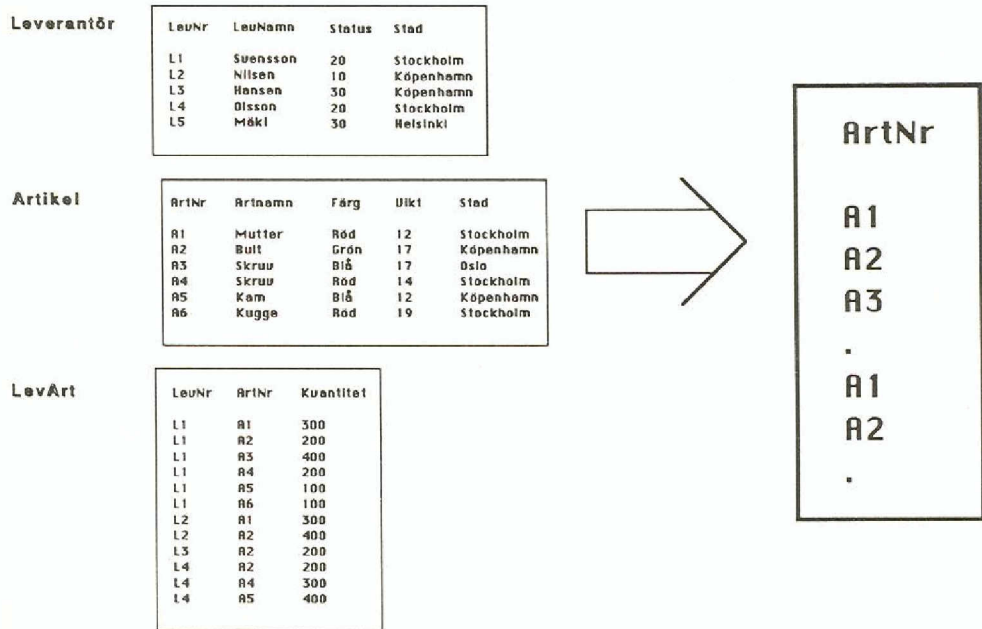 Leverantör
LevNr LevNamn Status Stad
L1 Svensson 20 Stockholm
L2 Nilsen 10 Köpenhamn
L3 Hansen 30 Köpenhamn
L4 Olsson 20 Stockholm
L5 Mäki 30 Helsinki
Artikel
ArtNr Artnamn Färg Vikt Stad
A1 Mutter Röd 12 Stockholm
A2 Bult Grön 17 Köpenhamn
A3 Skruv Blå 17 Oslo
A4 Skruv Röd 14 Stockholm
A5 Kam Blå 12 Köpenhamn
A6 Kugge Röd 19 Stockholm
LevArt
LevNr ArtNr Kvantitet
L1 A1 300
L1 A2 200
L1 A3 400
L1 A4 200
L1 A5 100
L1 A6 100
L2 A1 300
L2 A2 400
L3 A2 200
L4 A2 200
L4 A4 300
L4 A5 400
ArtNr
A1
A2
A3
.
A1
A2
.